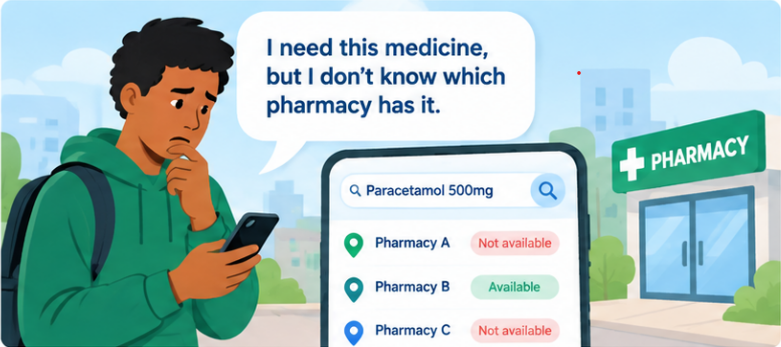 I need this medicine,
but I don't know which
pharmacy has it.
PHARMACY
Paracetamol 500mg
Pharmacy A Not available
Pharmacy B Available
Pharmacy C Not available